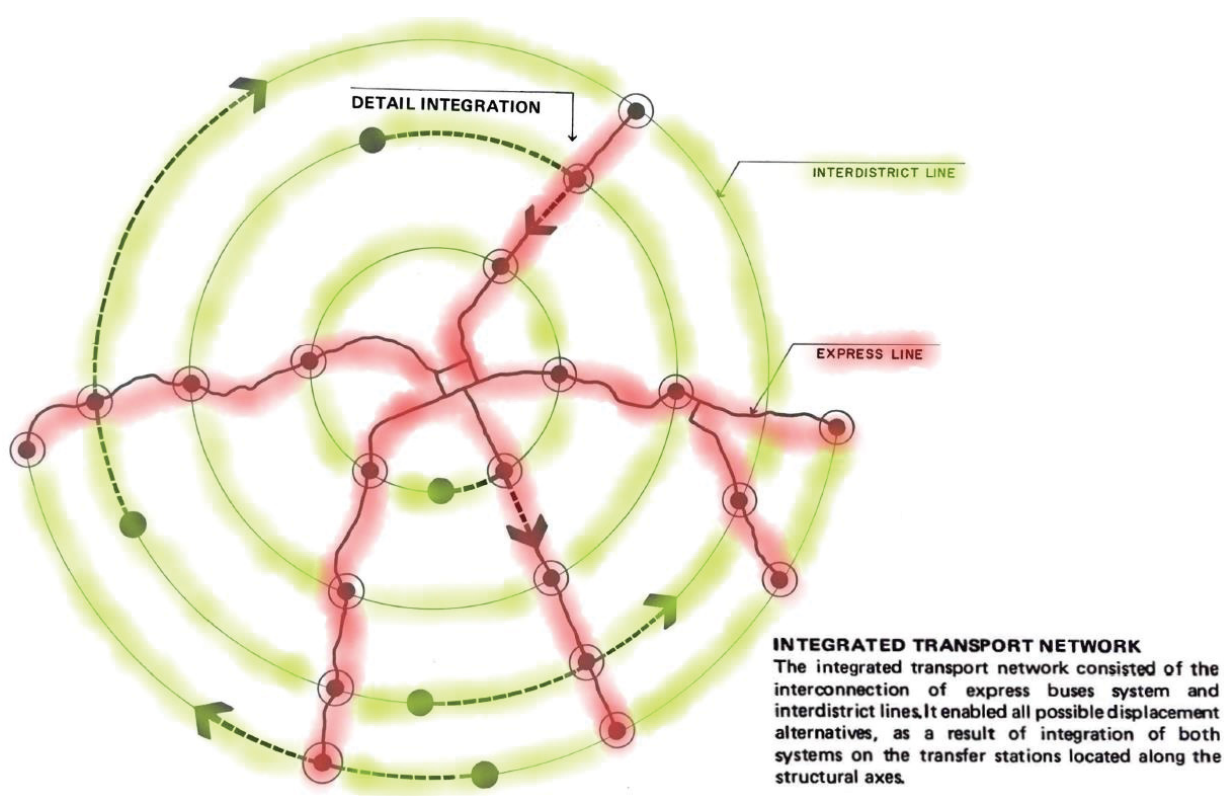 DETAIL INTEGRATION
INTERDISTRICT LINE
EXPRESS LINE
INTEGRATED TRANSPORT NETWORK
The integrated transport network consisted of the
interconnection of express buses system and
interdistrict lines.It enabled all possible displacement
alternatives, as a result of integration of both
systems on the transfer stations located along the
structural axes.